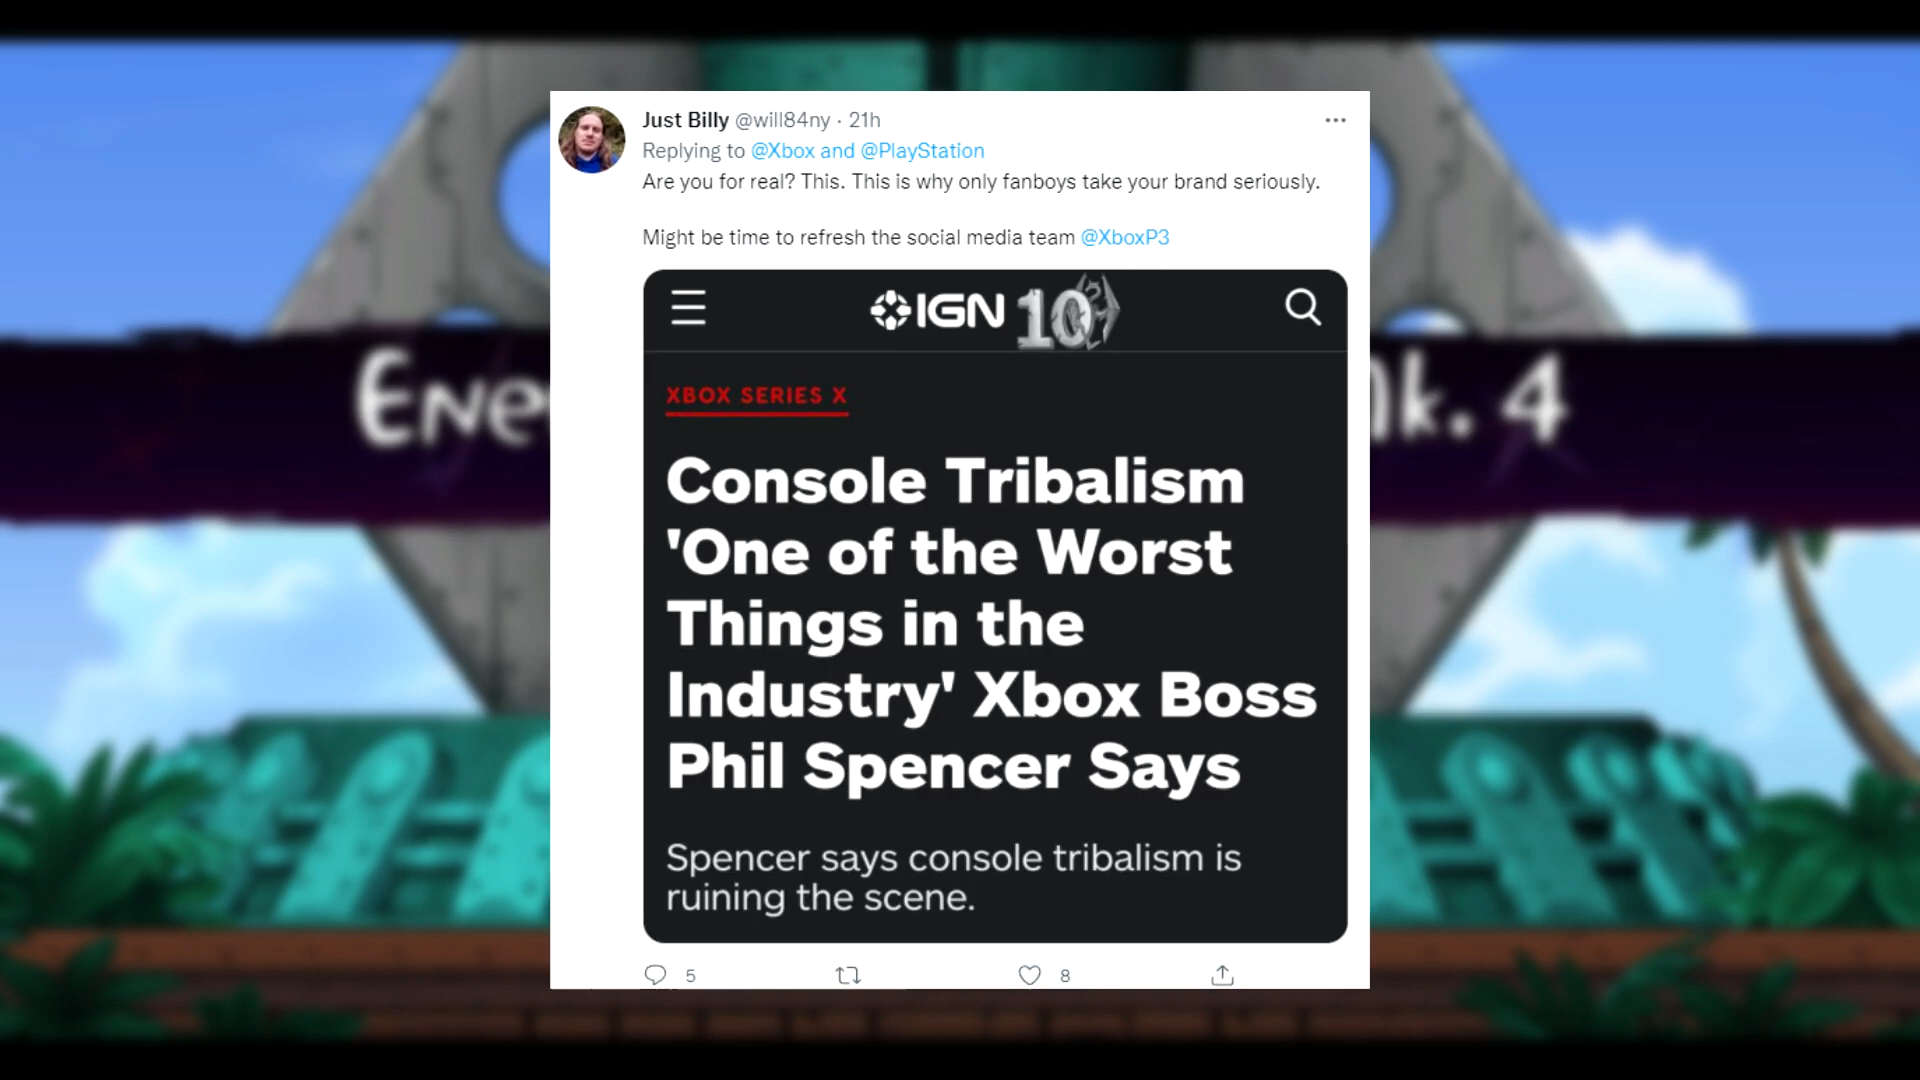 Just Billy @will84ny · 21h
Replying to @Xbox and @PlayStation
Are you for real? This. This is why only fanboys take your brand seriously.
Might be time to refresh the social media team @XboxP3
IGN 10
XBOX SERIES X
Console Tribalism
'One of the Worst
Things in the
Industry' Xbox Boss
Phil Spencer Says
Spencer says console tribalism is
ruining the scene.
5 8
Ene
k. 4